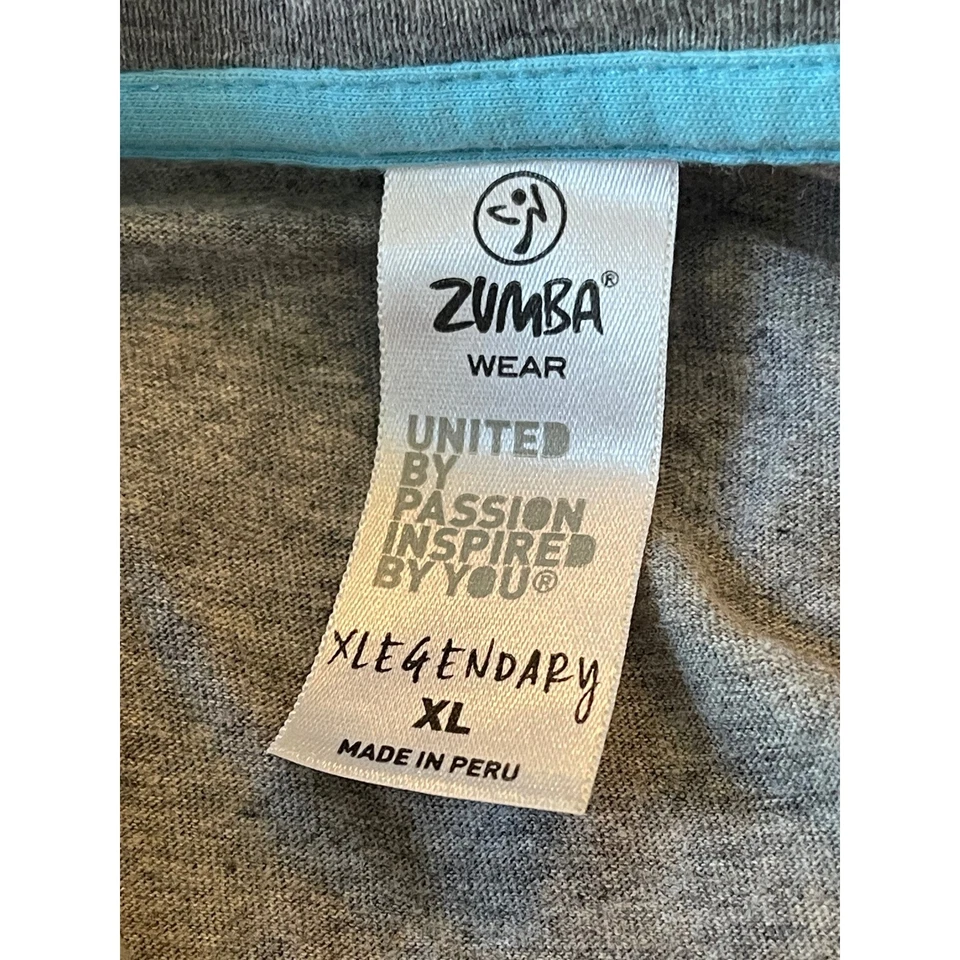 ZUMBA®
WEAR
UNITED
BY
PASSION
INSPIRED
BY YOU®
XLEGENDARY
XL
MADE IN PERU